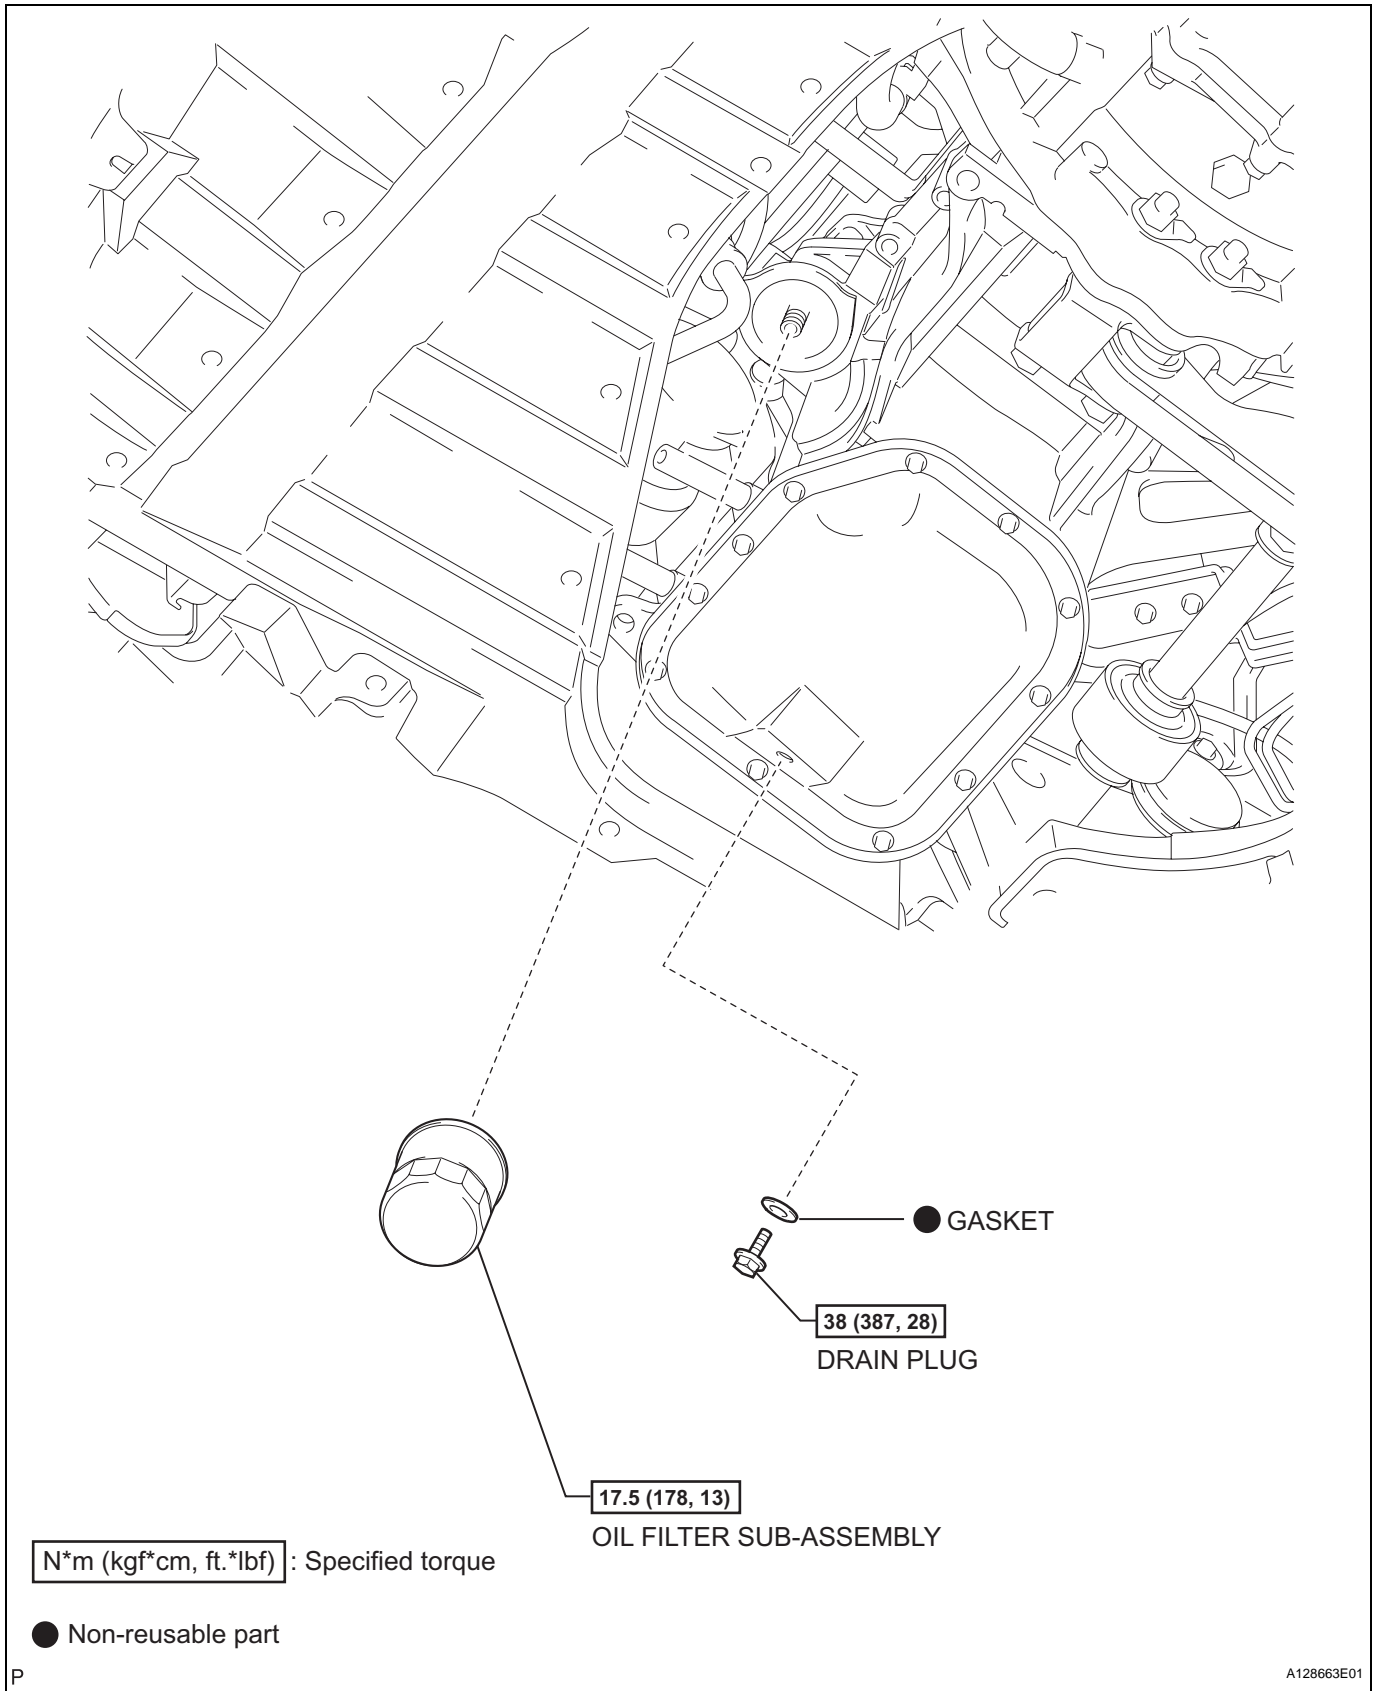 GASKET
38 (387, 28)
DRAIN PLUG
17.5 (178, 13)
OIL FILTER SUB-ASSEMBLY
N*m (kgf*cm, ft.*lbf) : Specified torque
Non-reusable part
P
A128663E01